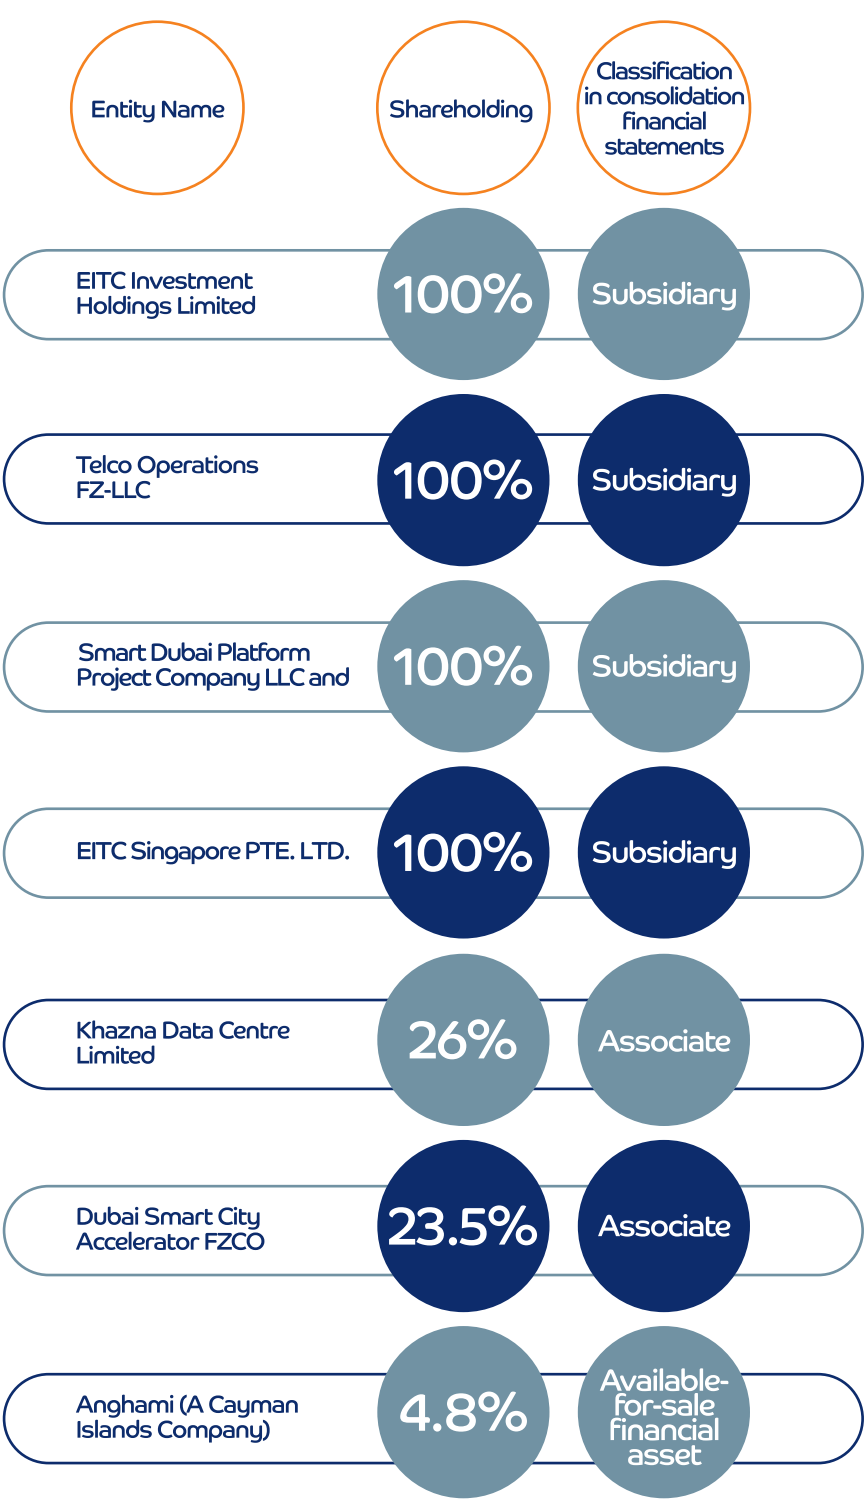 Entity Name
Shareholding
Classification
in consolidation
financial
statements
EITC Investment
Holdings Limited
100%
Subsidiary
Telco Operations
FZ-LLC
100%
Subsidiary
Smart Dubai Platform
Project Company LLC and
100%
Subsidiary
EITC Singapore PTE. LTD.
100%
Subsidiary
Khazna Data Centre
Limited
26%
Associate
Dubai Smart City
Accelerator FZCO
23.5%
Associate
Anghami (A Cayman
Islands Company)
4.8%
Available-
for-sale
financial
asset